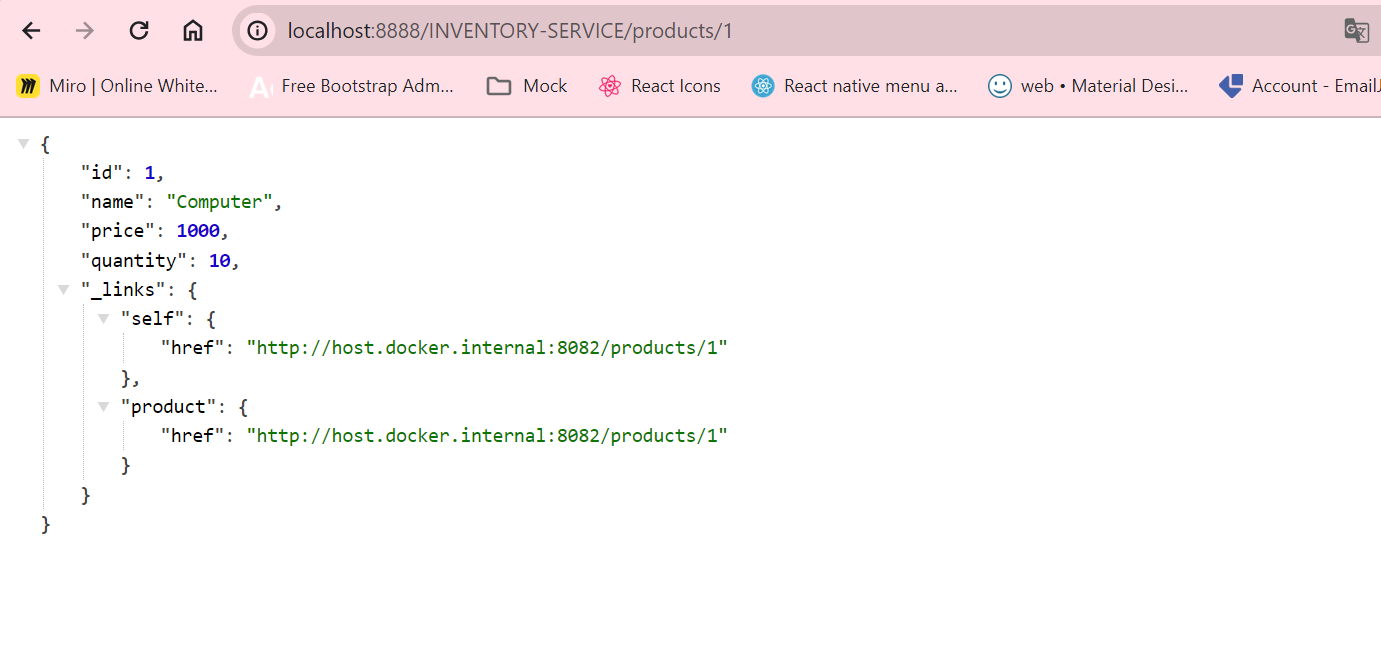 localhost:8888/INVENTORY-SERVICE/products/1
Miro | Online White... Free Bootstrap Adm... Mock React Icons React native menu a... web • Material Desi... Account - EmailJ
{
"id": 1,
"name": "Computer",
"price": 1000,
"quantity": 10,
"_links": {
"self": {
"href": "http://host.docker.internal:8082/products/1"
},
"product": {
"href": "http://host.docker.internal:8082/products/1"
}
}
}